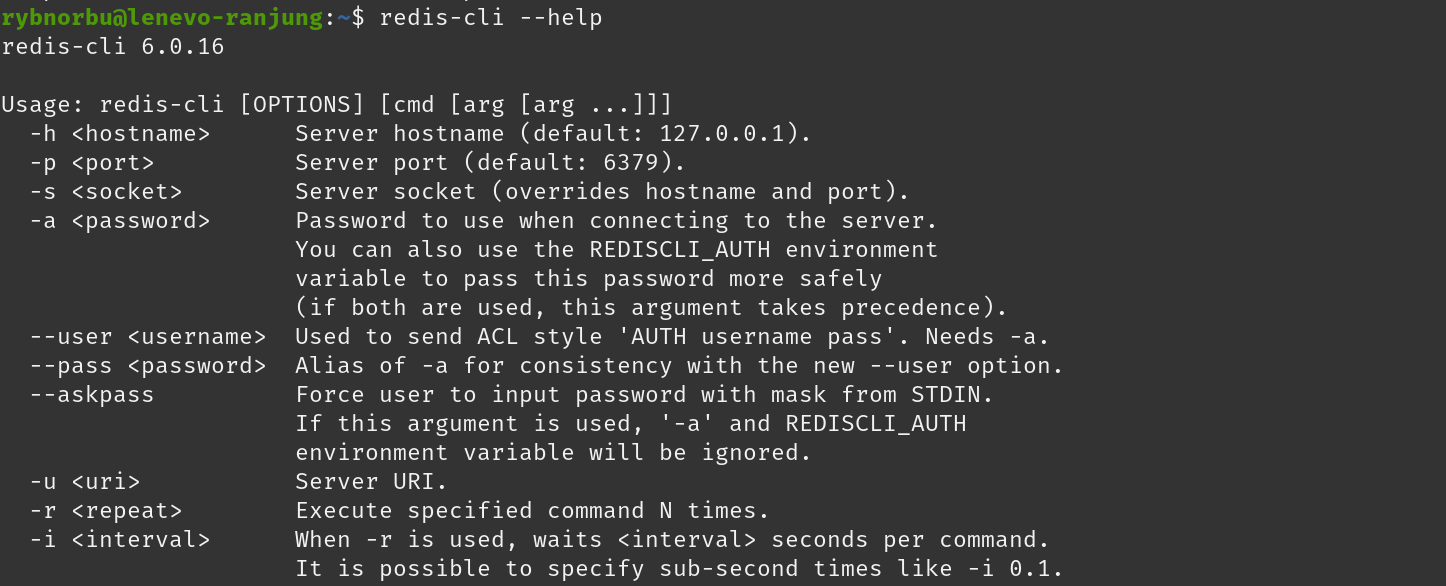 rybnorbu@lenevo-ranjung:~$ redis-cli --help
redis-cli 6.0.16
Usage: redis-cli [OPTIONS] [cmd [arg [arg ...]]]
  -h <hostname>      Server hostname (default: 127.0.0.1).
  -p <port>          Server port (default: 6379).
  -s <socket>        Server socket (overrides hostname and port).
  -a <password>      Password to use when connecting to the server.
                     You can also use the REDISCLI_AUTH environment
                     variable to pass this password more safely
                     (if both are used, this argument takes precedence).
  --user <username>  Used to send ACL style 'AUTH username pass'. Needs -a.
  --pass <password>  Alias of -a for consistency with the new --user option.
  --askpass          Force user to input password with mask from STDIN.
                     If this argument is used, '-a' and REDISCLI_AUTH
                     environment variable will be ignored.
  -u <uri>           Server URI.
  -r <repeat>        Execute specified command N times.
  -i <interval>      When -r is used, waits <interval> seconds per command.
                     It is possible to specify sub-second times like -i 0.1.